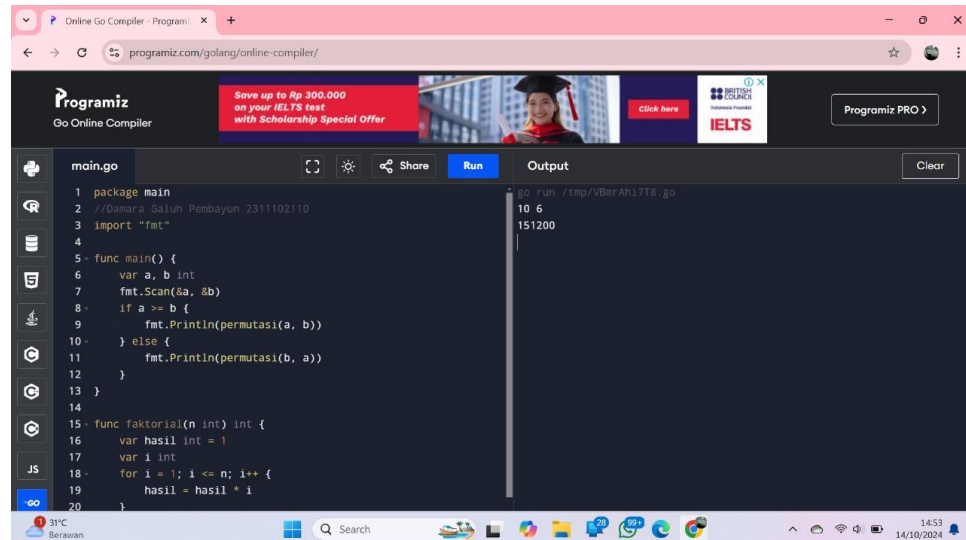 Online Go Compiler - Programi
programiz.com/golang/online-compiler/
Programiz
Go Online Compiler
Save up to Rp 300.000
on your IELTS test
with Scholarship Special Offer
Click here
BRITISH
COUNCIL
IELTS
Programiz PRO >
main.go
Share
Run
Output
Clear
1 package main
2 //Damara Galuh Pembayun 2311102110
3 import "fmt"
4
5 func main() {
6 var a, b int
7 fmt.Scan(&a, &b)
8 if a >= b {
9 fmt.Println(permutasi(a, b))
10 } else {
11 fmt.Println(permutasi(b, a))
12 }
13 }
14
15 func faktorial(n int) int {
16 var hasil int = 1
17 var i int
18 for i = 1; i <= n; i++ {
19 hasil = hasil * i
20 }
go run /tmp/VBmrAhi7T8.go
10 6
151200
JS
GO
31°C
Berawan
Search
28
99+
14:53
14/10/2024